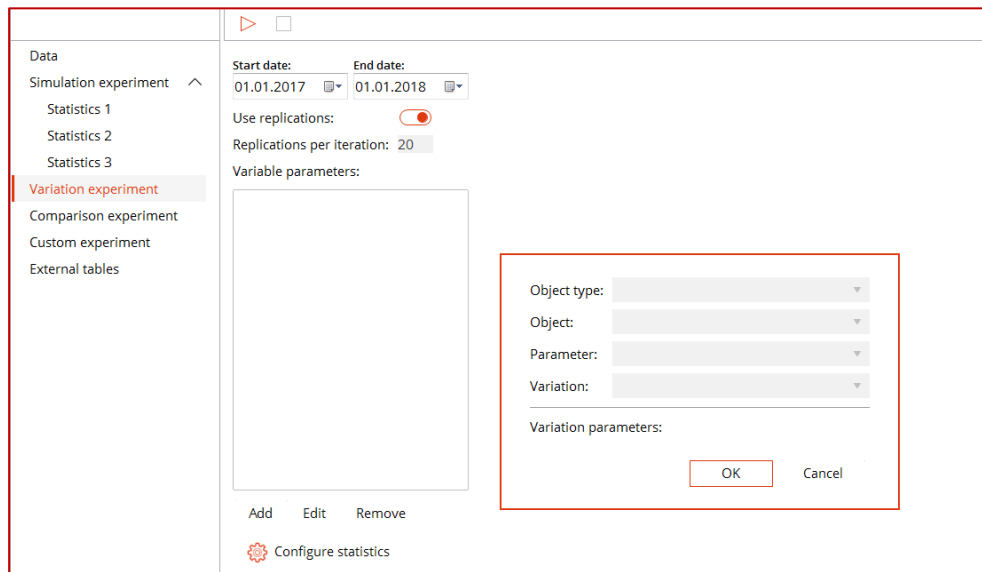 Data
Simulation experiment
Statistics 1
Statistics 2
Statistics 3
Variation experiment
Comparison experiment
Custom experiment
External tables
Start date: End date:
01.01.2017 01.01.2018
Use replications:
Replications per iteration: 20
Variable parameters:
Add Edit Remove
Configure statistics
Object type:
Object:
Parameter:
Variation:
Variation parameters:
OK Cancel